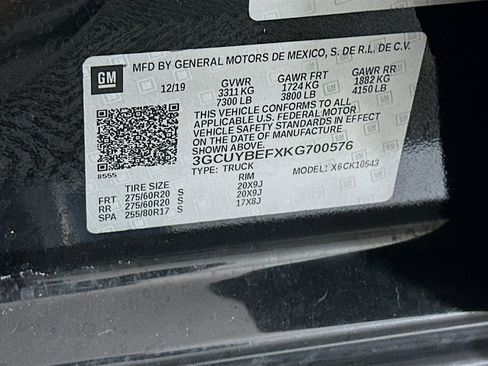 MFD BY GENERAL MOTORS DE MEXICO, S. DE R.L. DE C.V.
GM
12/19 GVWR GAWR FRT GAWR RR
3311 KG 1724 KG 1882 KG
7300 LB 3800 LB 4150 LB
THIS VEHICLE CONFORMS TO ALL
APPLICABLE U.S. FEDERAL MOTOR
VEHICLE SAFETY STANDARDS IN EFFECT
ON THE DATE OF MANUFACTURE
SHOWN ABOVE.
8555
3GCUYBEFXKG700576
TYPE: TRUCK MODEL: X6CK10543
TIRE SIZE RIM
FRT 275/60R20 S 20X9J
RR 275/60R20 S 20X9J
SPA 255/80R17 S 17X8J